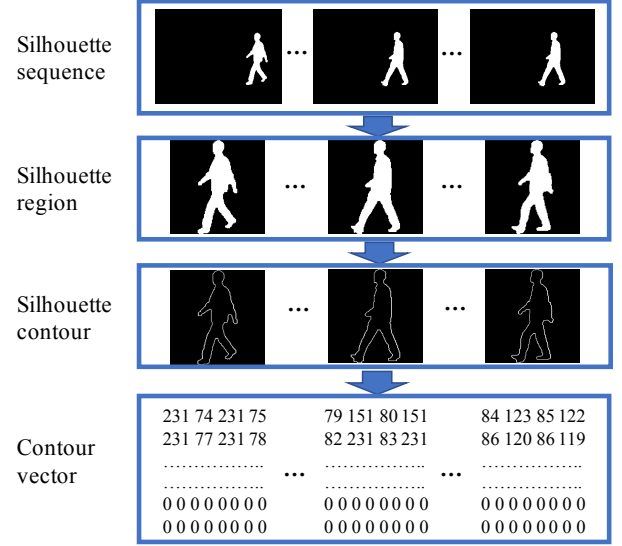 Silhouette
sequence
... ...
Silhouette
region
... ...
Silhouette
contour
... ...
Contour
vector
231 74 231 75
231 77 231 78
………………..
………………..
0 0 0 0 0 0 0 0
0 0 0 0 0 0 0 0
...
79 151 80 151
82 231 83 231
………………..
………………..
0 0 0 0 0 0 0 0
0 0 0 0 0 0 0 0
...
84 123 85 122
86 120 86 119
………………..
………………..
0 0 0 0 0 0 0 0
0 0 0 0 0 0 0 0